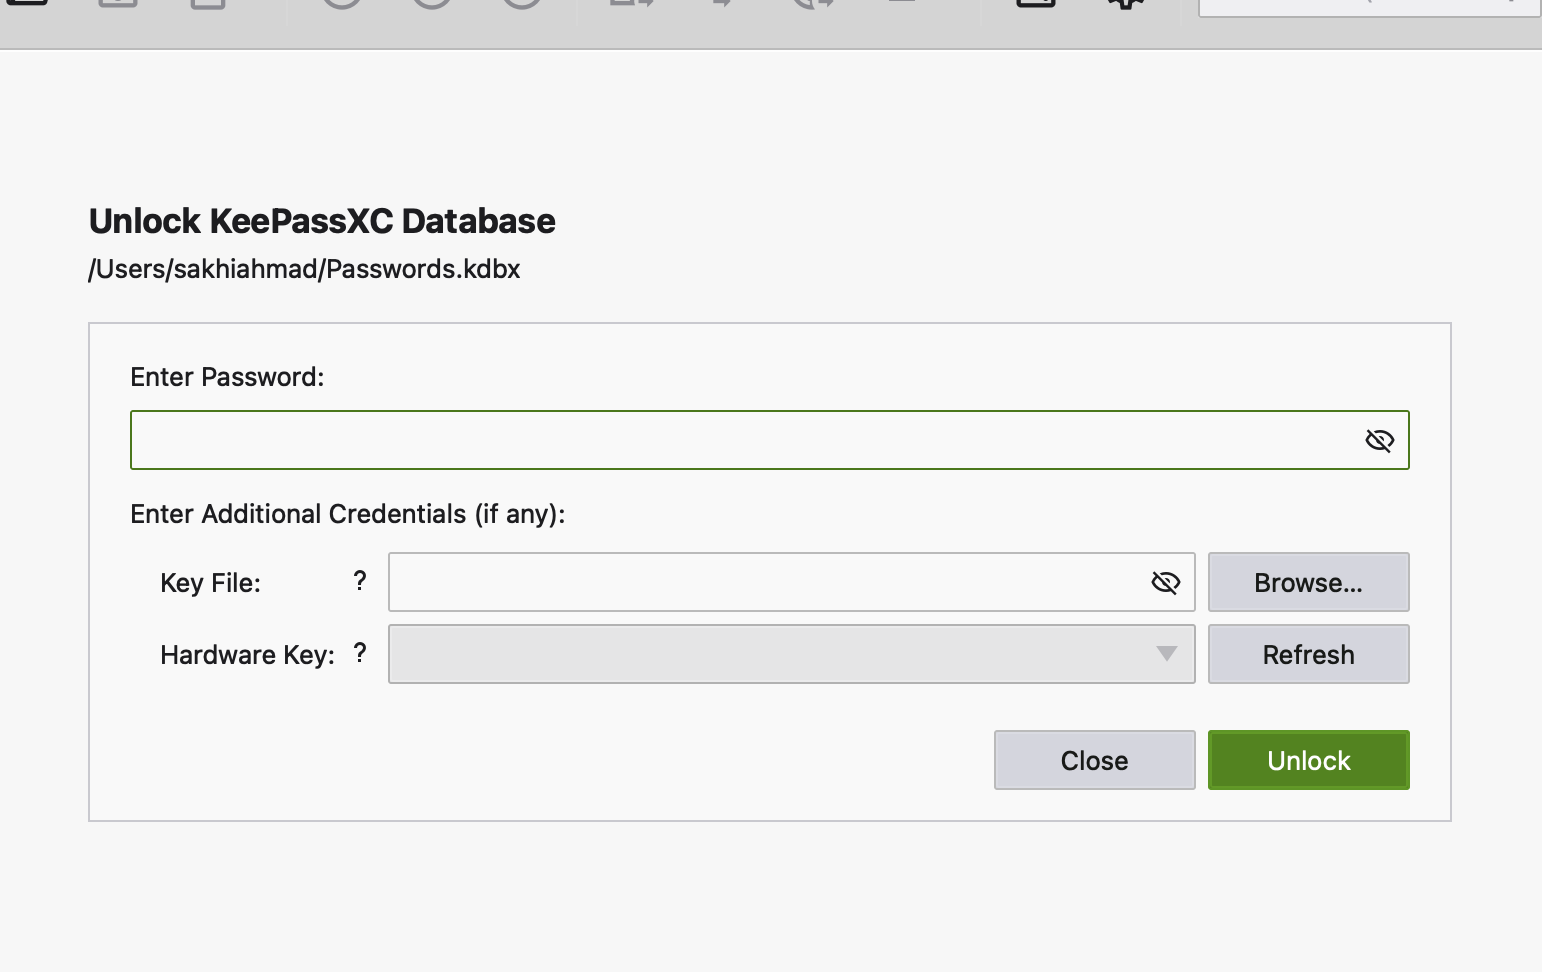 Unlock KeePassXC Database
/Users/sakhiahmad/Passwords.kdbx
Enter Password:
Enter Additional Credentials (if any):
Key File: ? Browse...
Hardware Key: ? Refresh
Close Unlock